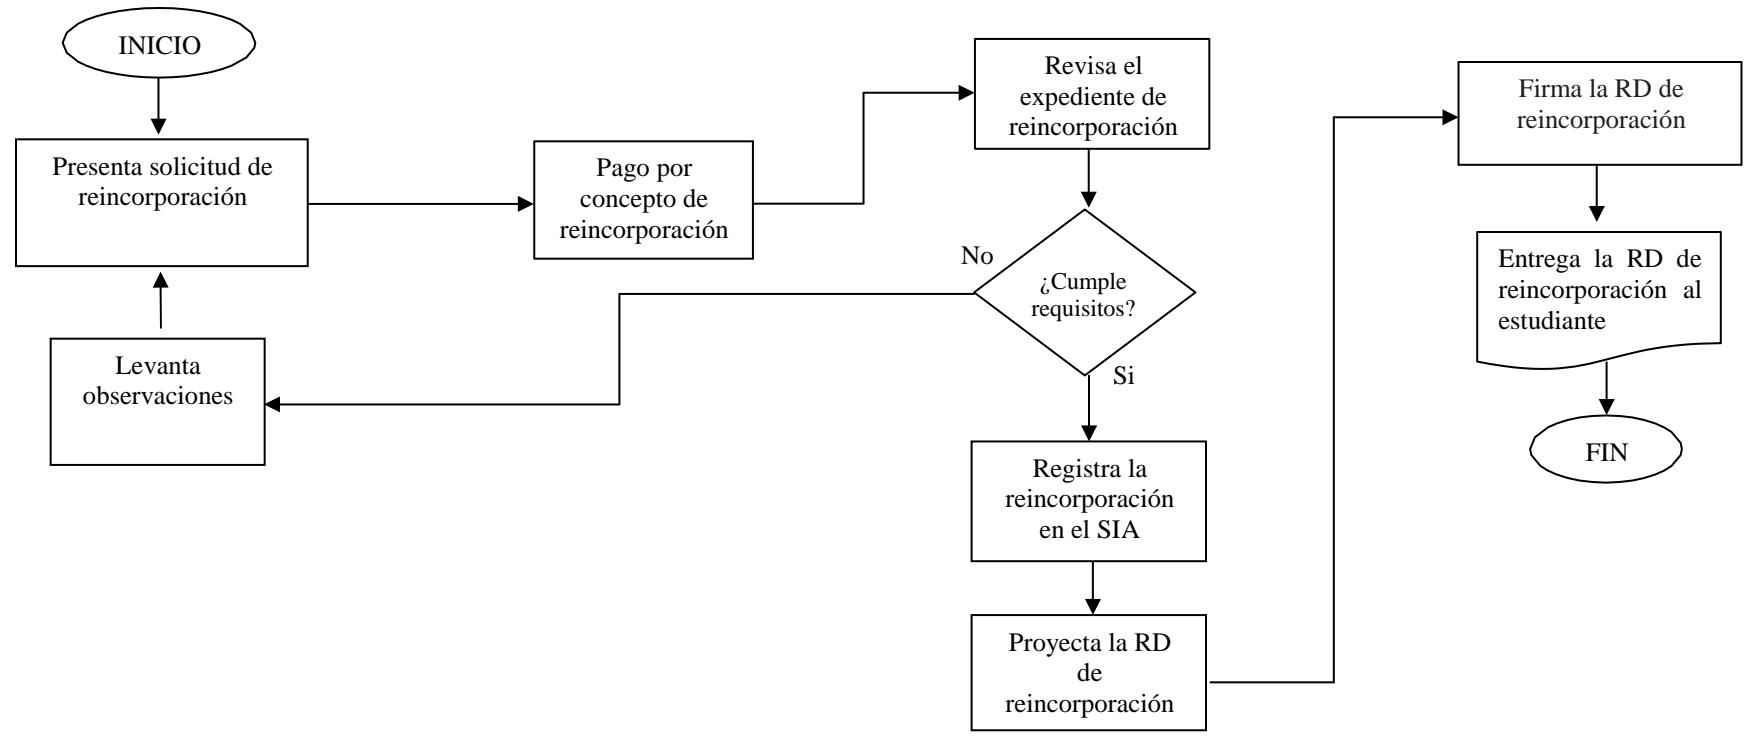 INICIO
Presenta solicitud de
reincorporación
Pago por
concepto de
reincorporación
Revisa el
expediente de
reincorporación
¿Cumple
requisitos?
No
Levanta
observaciones
Si
Registra la
reincorporación
en el SIA
Proyecta la RD
de
reincorporación
Firma la RD de
reincorporación
Entrega la RD de
reincorporación al
estudiante
FIN